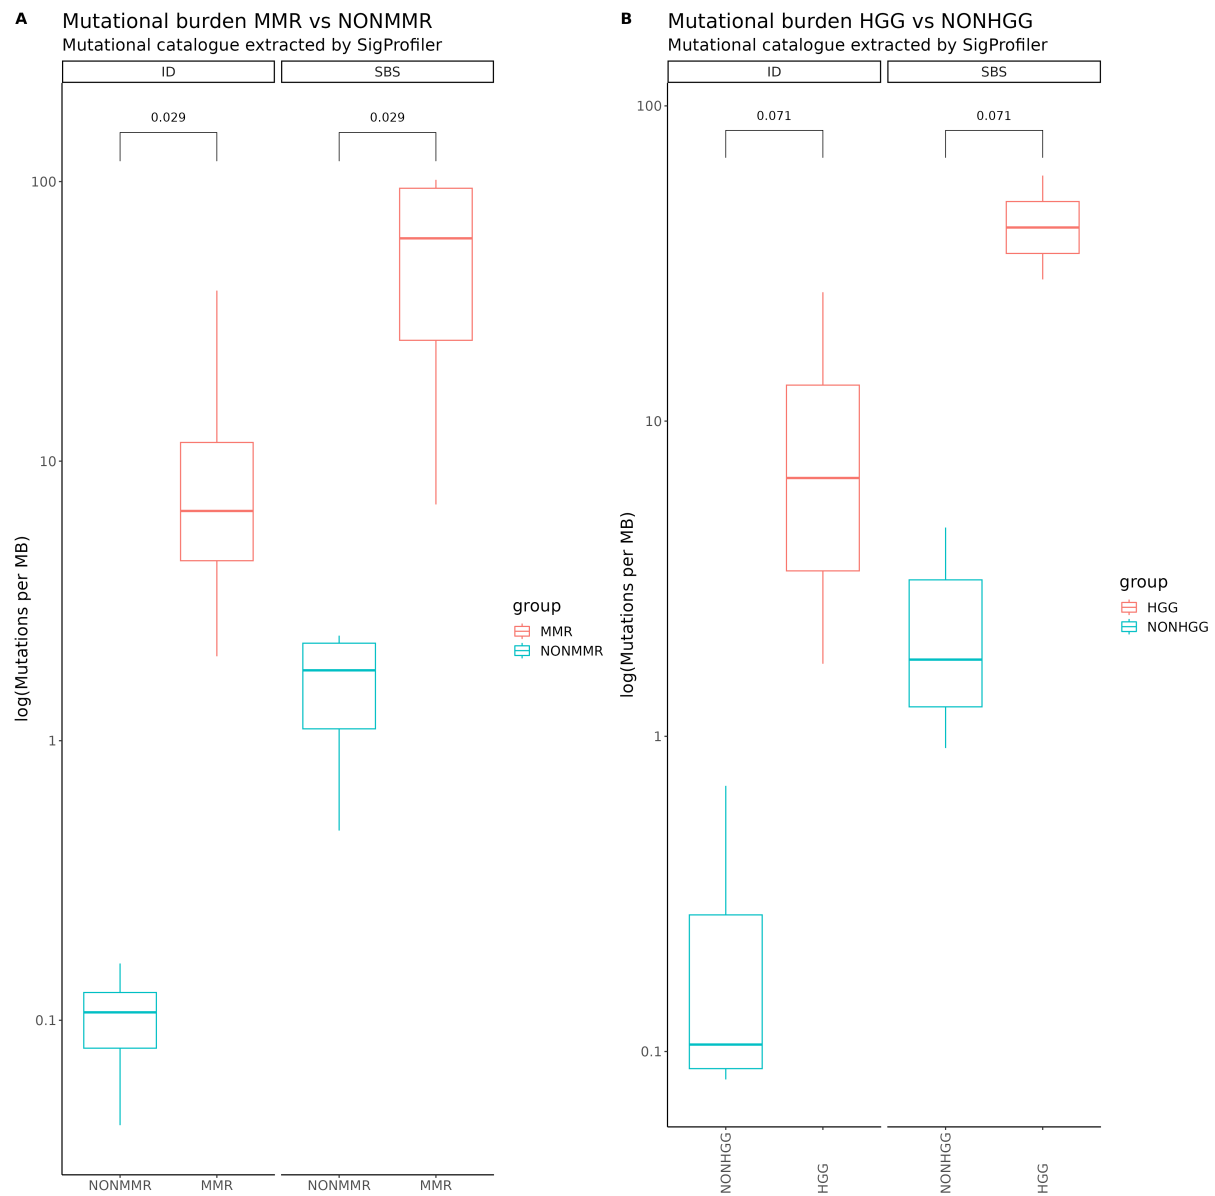 A
Mutational burden MMR vs NONMMR
Mutational catalogue extracted by SigProfiler
ID
SBS
0.029
0.029
100
10
1
0.1
log(Mutations per MB)
NONMMR
MMR
NONMMR
MMR
group
MMR
NONMMR
B
Mutational burden HGG vs NONHGG
Mutational catalogue extracted by SigProfiler
ID
SBS
0.071
0.071
100
10
1
0.1
log(Mutations per MB)
NONHGG
HGG
NONHGG
HGG
group
HGG
NONHGG